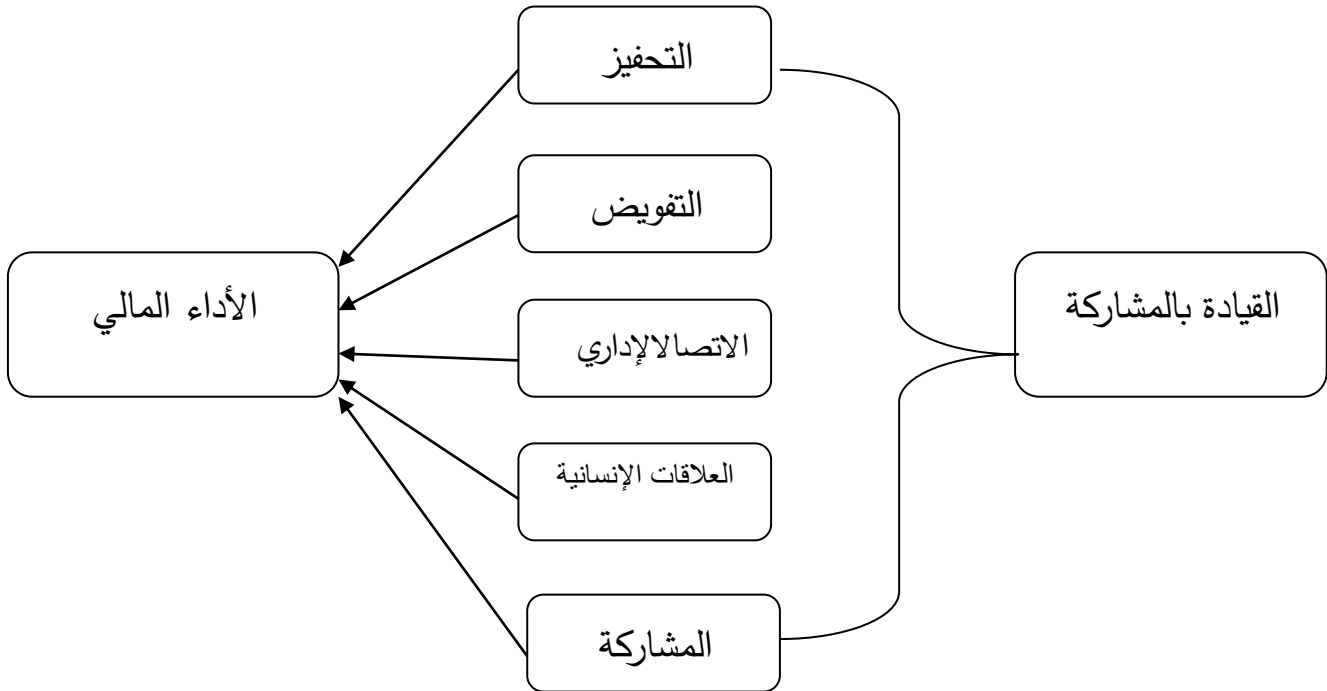 القيادة بالمشاركة
التحفيز
التفويض
الاتصالالإداري
العلاقات الإنسانية
المشاركة
الأداء المالي